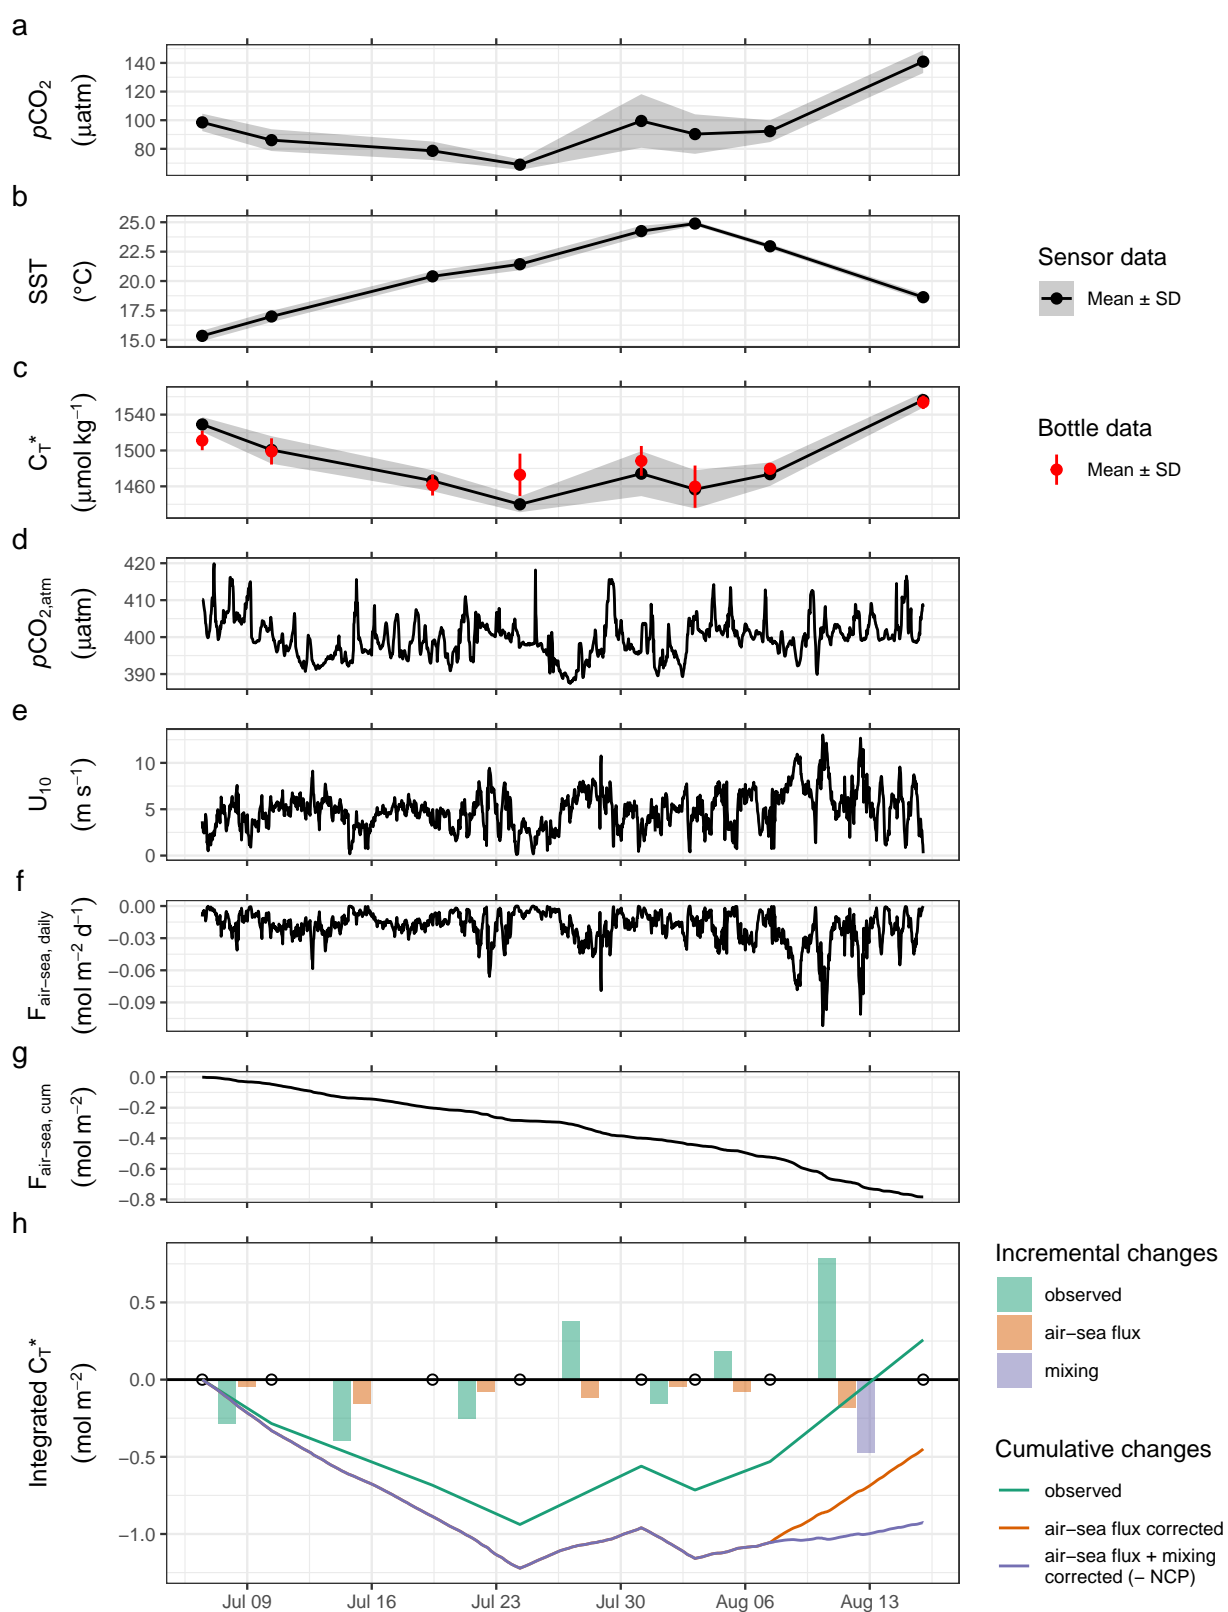 a
pCO₂
(µatm)
140
120
100
80
b
SST
(°C)
25.0
22.5
20.0
17.5
15.0
Sensor data
Mean ± SD
c
C_T*
(µmol kg⁻¹)
1540
1500
1460
Bottle data
Mean ± SD
d
pCO₂,atm
(µatm)
420
410
400
390
e
U₁₀
(m s⁻¹)
10
5
0
f
F air−sea, daily
(mol m⁻² d⁻¹)
0.00
−0.03
−0.06
−0.09
g
F air−sea, cum
(mol m⁻²)
0.0
−0.2
−0.4
−0.6
−0.8
h
Integrated C_T*
(mol m⁻²)
0.5
0.0
−0.5
−1.0
Jul 09 Jul 16 Jul 23 Jul 30 Aug 06 Aug 13
Incremental changes
observed
air−sea flux
mixing
Cumulative changes
observed
air−sea flux corrected
air−sea flux + mixing
corrected (− NCP)